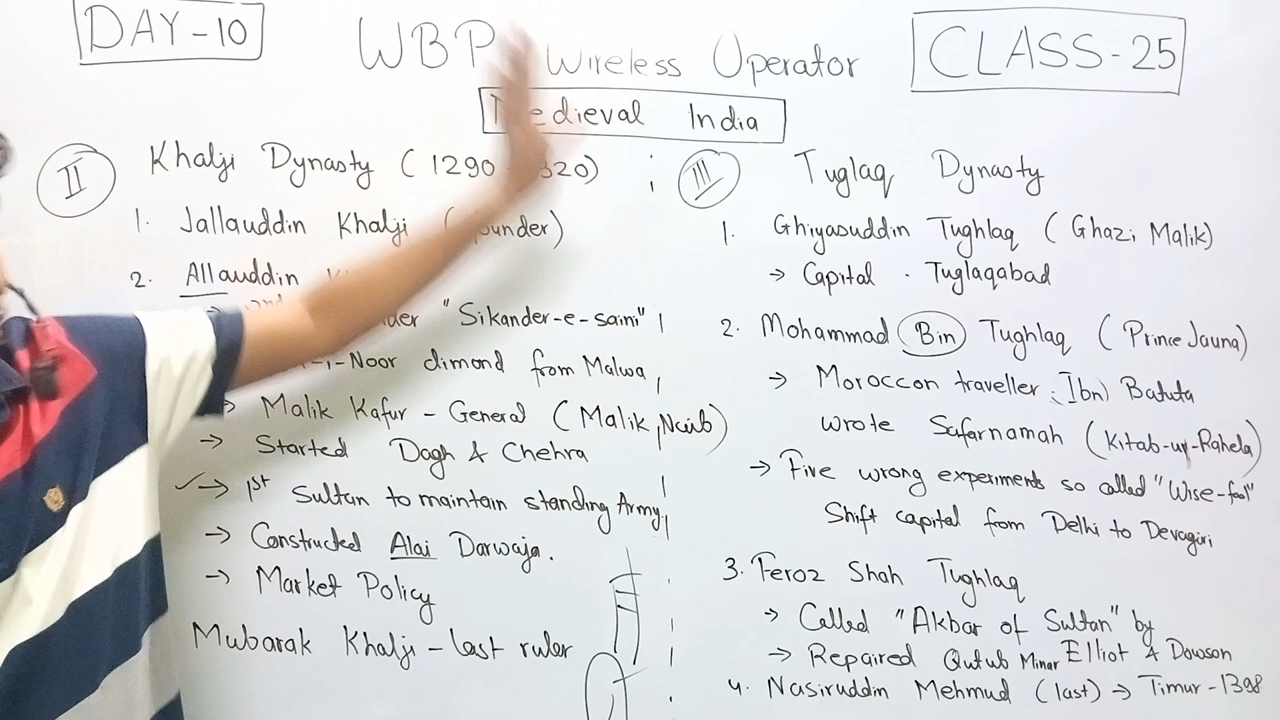 DAY-10
WBP Wireless Operator
CLASS-25
Medieval India
II Khalji Dynasty (1290 320)
1. Jallauddin Khalji ( ounder)
2. Allauddin
"Sikander-e-saini"
-i-Noor dimond from Malwa
→ Malik Kafur - General (Malik Naib)
→ Started Dagh & Chehra
✓→ 1st Sultan to maintain standing Army
→ Constructed Alai Darwaja.
→ Market Policy
Mubarak Khalji - last ruler
III Tuglaq Dynasty
1. Ghiyasuddin Tughlaq (Ghazi Malik)
→ Capital - Tuglaqabad
2. Mohammad Bin Tughlaq (Prince Jauna)
→ Moroccon traveller Ibn Batuta
wrote Safarnamah (Kitab-ur-Rahela)
→ Five wrong experiments so called "Wise-fool"
Shift capital from Delhi to Devagiri
3. Feroz Shah Tughlaq
→ Called "Akbar of Sultan" by
Elliot & Dowson
→ Repaired Qutub Minar
4. Nasiruddin Mehmud (last) → Timur - 1398